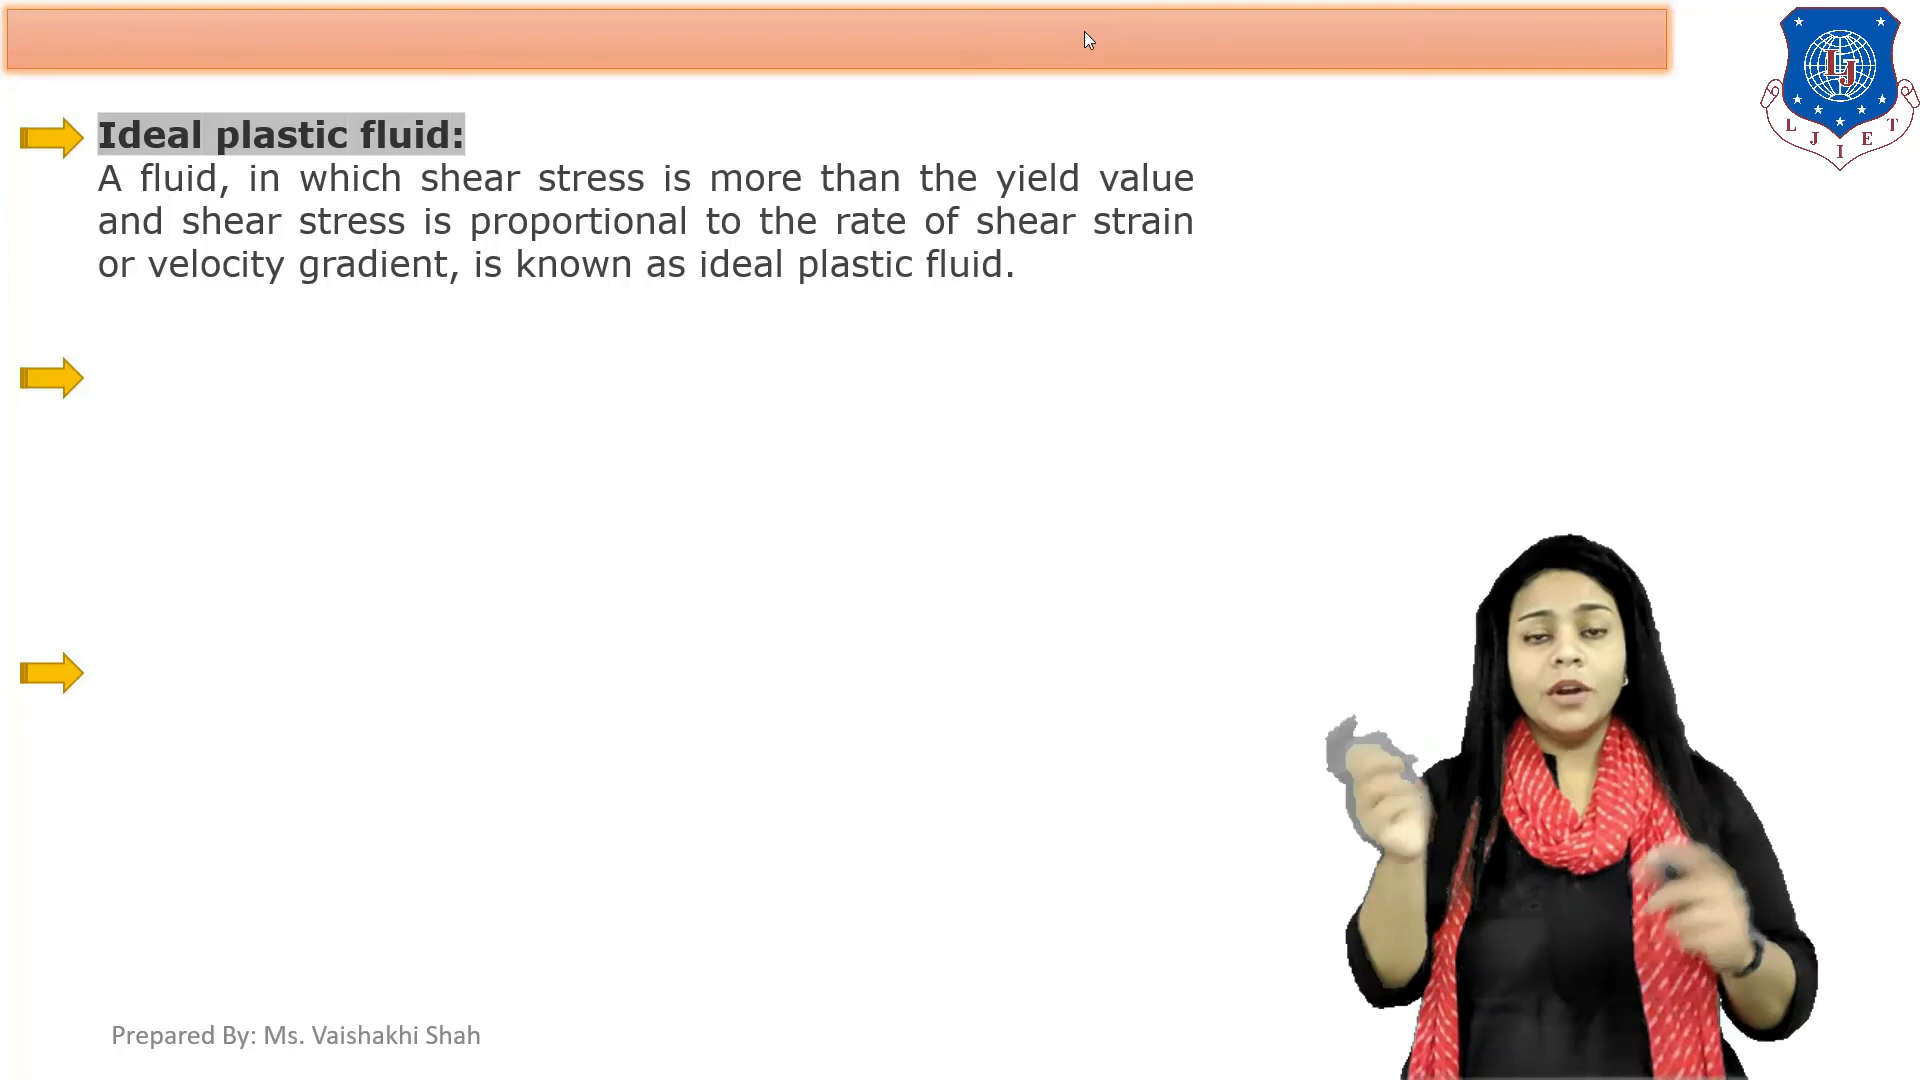 Ideal plastic fluid:
A fluid, in which shear stress is more than the yield value
and shear stress is proportional to the rate of shear strain
or velocity gradient, is known as ideal plastic fluid.
LJ
L J I E T
Prepared By: Ms. Vaishakhi Shah